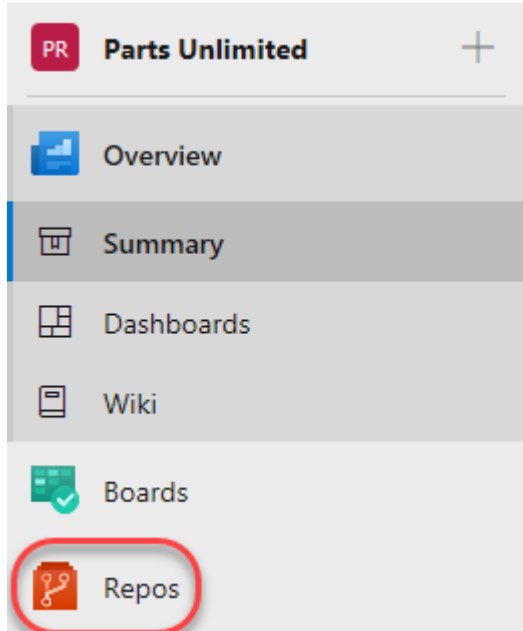 PR Parts Unlimited
Overview
Summary
Dashboards
Wiki
Boards
Repos